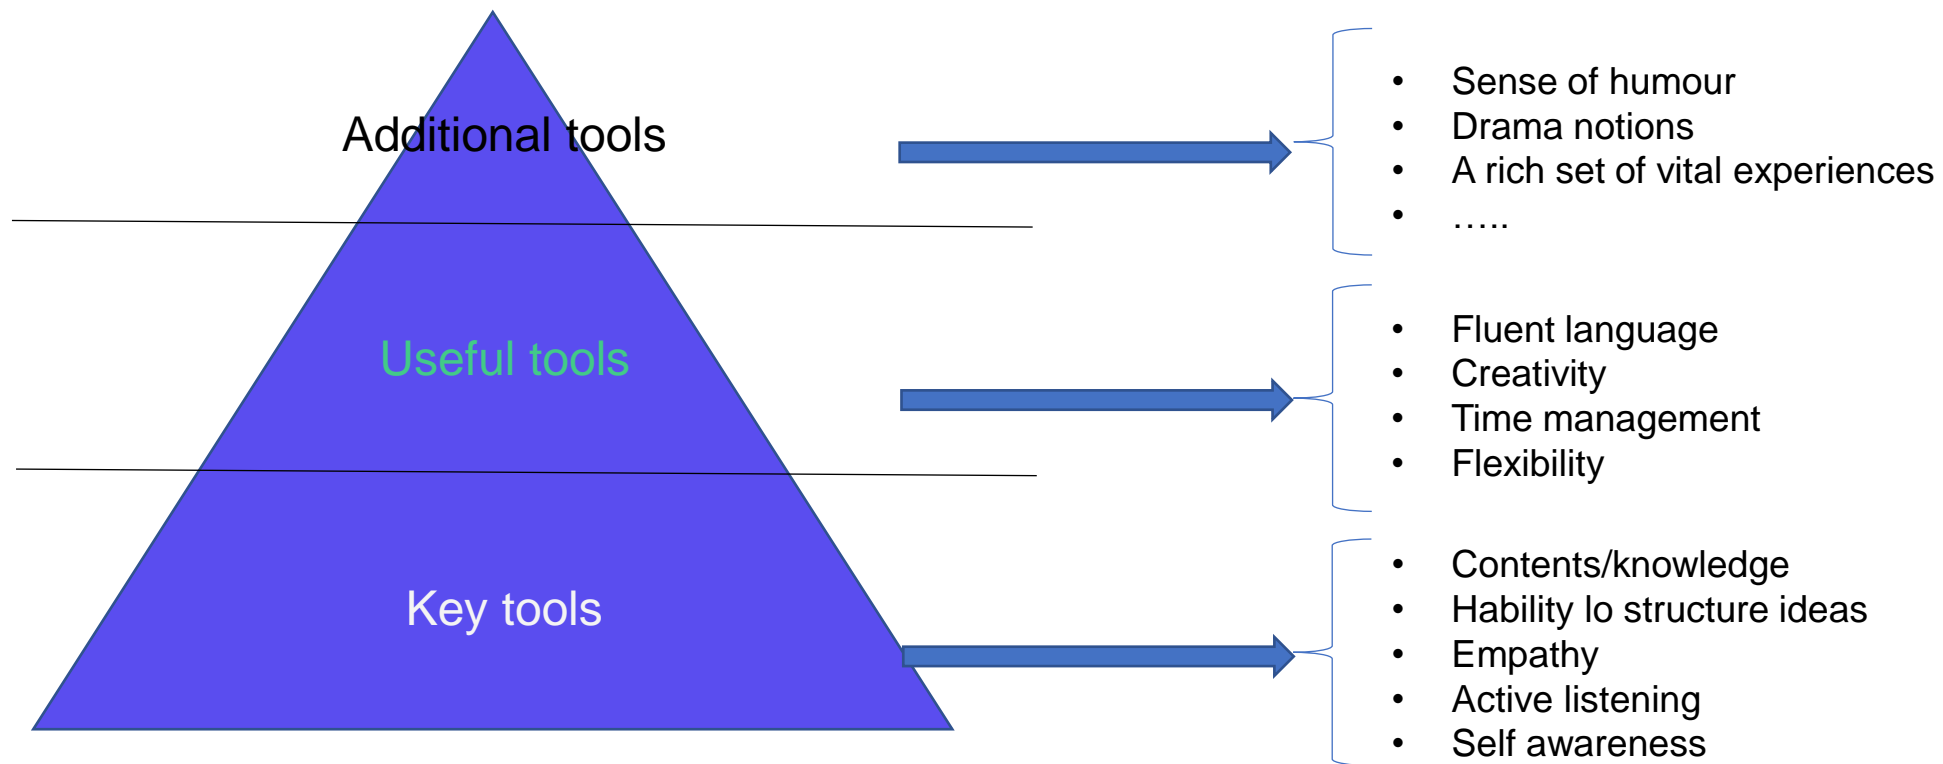 Additional tools
• Sense of humour
• Drama notions
• A rich set of vital experiences
• …..
Useful tools
• Fluent language
• Creativity
• Time management
• Flexibility
Key tools
• Contents/knowledge
• Hability lo structure ideas
• Empathy
• Active listening
• Self awareness